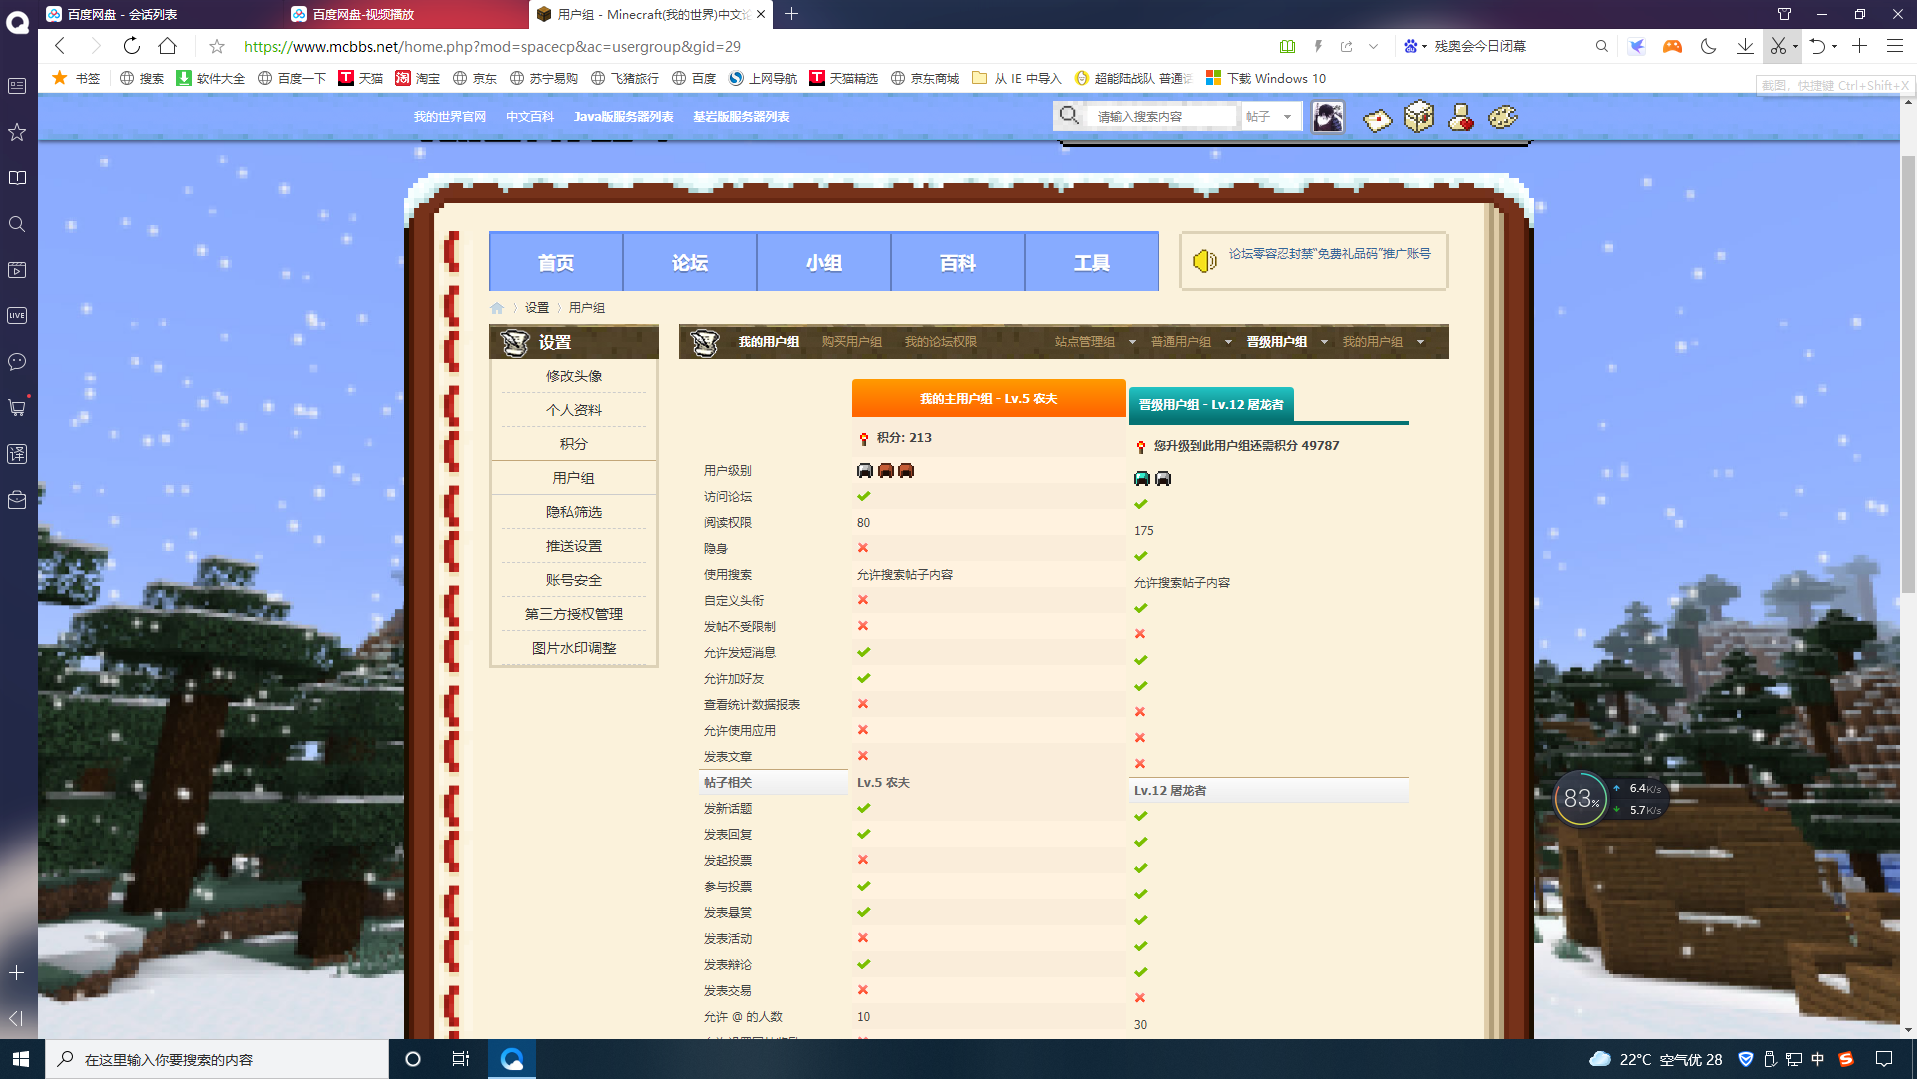 百度网盘 - 会话列表
百度网盘-视频播放
用户组 - Minecraft(我的世界)中文论
https://www.mcbbs.net/home.php?mod=spacecp&ac=usergroup&gid=29
残奥会今日闭幕
书签 搜索 软件大全 百度一下 天猫 淘宝 京东 苏宁易购 飞猪旅行 百度 上网导航 天猫精选 京东商城 从 IE 中导入 超能陆战队 普通话 下载 Windows 10
截图，快捷键 Ctrl+Shift+X
我的世界官网 中文百科 Java版服务器列表 基岩版服务器列表
请输入搜索内容 帖子
首页 论坛 小组 百科 工具
论坛零容忍封禁“免费礼品码”推广账号
设置 用户组
设置
修改头像
个人资料
积分
用户组
隐私筛选
推送设置
账号安全
第三方授权管理
图片水印调整
我的用户组 购买用户组 我的论坛权限 站点管理组 普通用户组 晋级用户组 我的用户组
我的主用户组 - Lv.5 农夫
晋级用户组 - Lv.12 屠龙者
积分: 213
您升级到此用户组还需积分 49787
用户级别
访问论坛
阅读权限 80 175
隐身
使用搜索 允许搜索帖子内容 允许搜索帖子内容
自定义头衔
发帖不受限制
允许发短消息
允许加好友
查看统计数据报表
允许使用应用
发表文章
帖子相关 Lv.5 农夫 Lv.12 屠龙者
发新话题
发表回复
发起投票
参与投票
发表悬赏
发表活动
发表辩论
发表交易
允许 @ 的人数 10 30
83%
6.4K/s
5.7K/s
LIVE
译
在这里输入你要搜索的内容
22°C 空气优 28
中